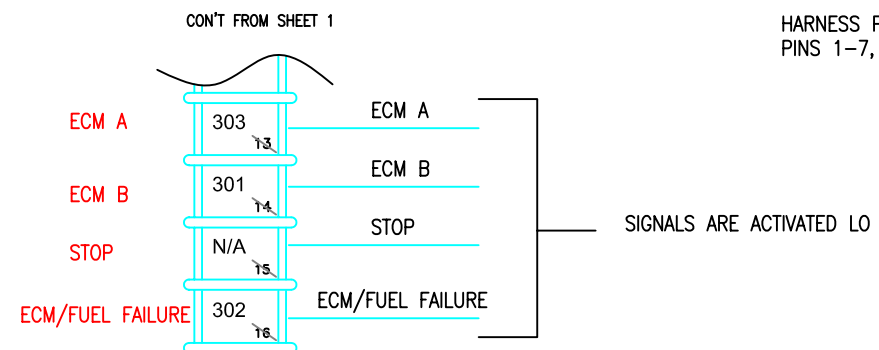 CON'T FROM SHEET 1
HARNESS
PINS 1-7,
ECM A
303
13
ECM A
ECM B
301
14
ECM B
STOP
N/A
15
STOP
SIGNALS ARE ACTIVATED LO
ECM/FUEL FAILURE
302
16
ECM/FUEL FAILURE